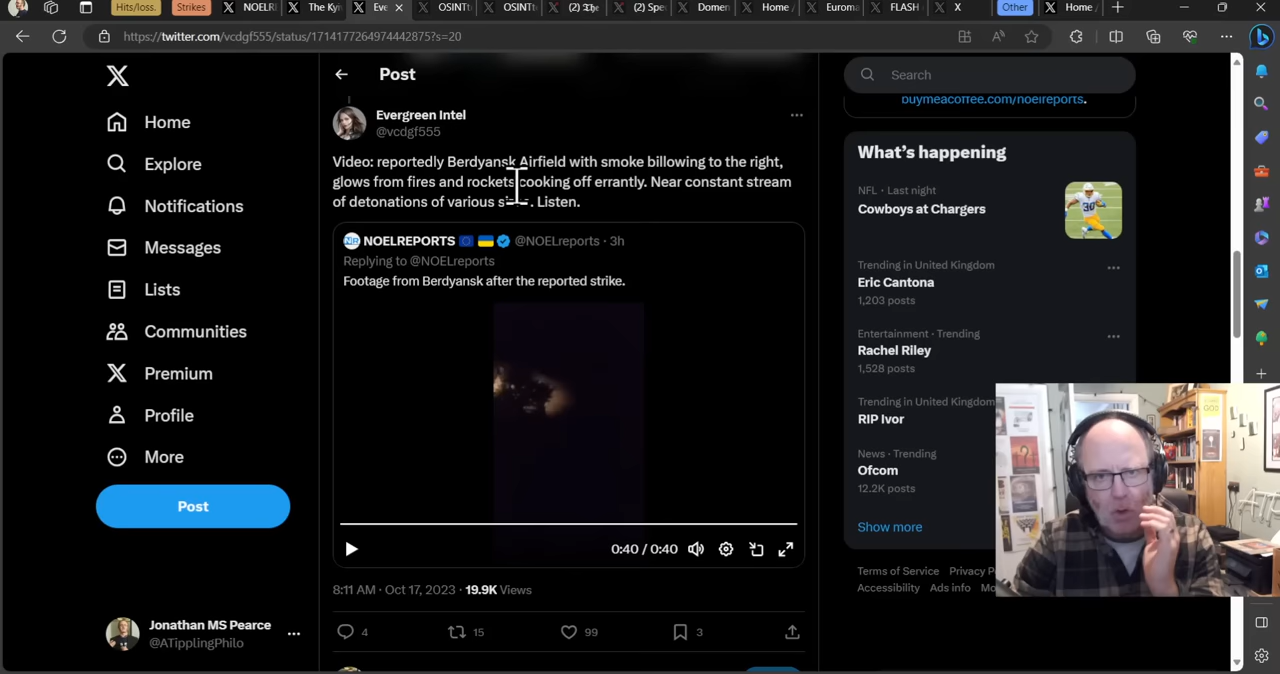 Hits/loss.
Strikes
NOELRI
The Kyi
Eve
OSINT
OSINT
(2)
(2) Spe
Domen
Home /
Eurom
FLASH
X
Other
Home /
https://twitter.com/vcdgf555/status/1714177264974442875?s=20
Home
Explore
Notifications
Messages
Lists
Communities
Premium
Profile
More
Post
Jonathan MS Pearce
@ATipplingPhilo
Post
Evergreen Intel
@vcdgf555
Video: reportedly Berdyansk Airfield with smoke billowing to the right,
glows from fires and rockets cooking off errantly. Near constant stream
of detonations of various. Listen.
NR NOELREPORTS @NOELreports · 3h
Replying to @NOELreports
Footage from Berdyansk after the reported strike.
0:40 / 0:40
8:11 AM · Oct 17, 2023 · 19.9K Views
4 15 99 3
Search
buymeacoffee.com/noelreports.
What's happening
NFL · Last night
Cowboys at Chargers
Trending in United Kingdom
Eric Cantona
1,203 posts
Entertainment · Trending
Rachel Riley
1,528 posts
Trending in United Kingdom
RIP Ivor
News · Trending
Ofcom
12.2K posts
Show more
Terms of Service Privacy P
Accessibility Ads info Mo